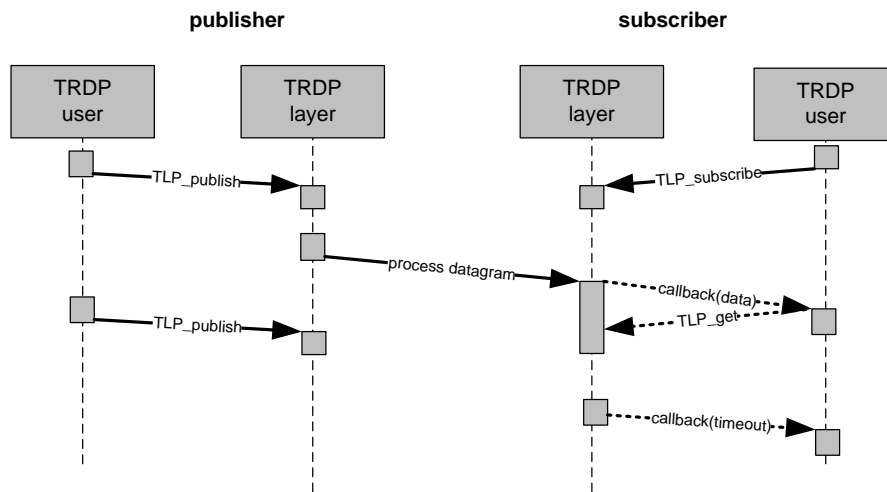 publisher
subscriber
TRDP
user
TRDP
layer
TRDP
layer
TRDP
user
TLP_publish
TLP_subscribe
process datagram
callback(data)
TLP_get
TLP_publish
callback(timeout)